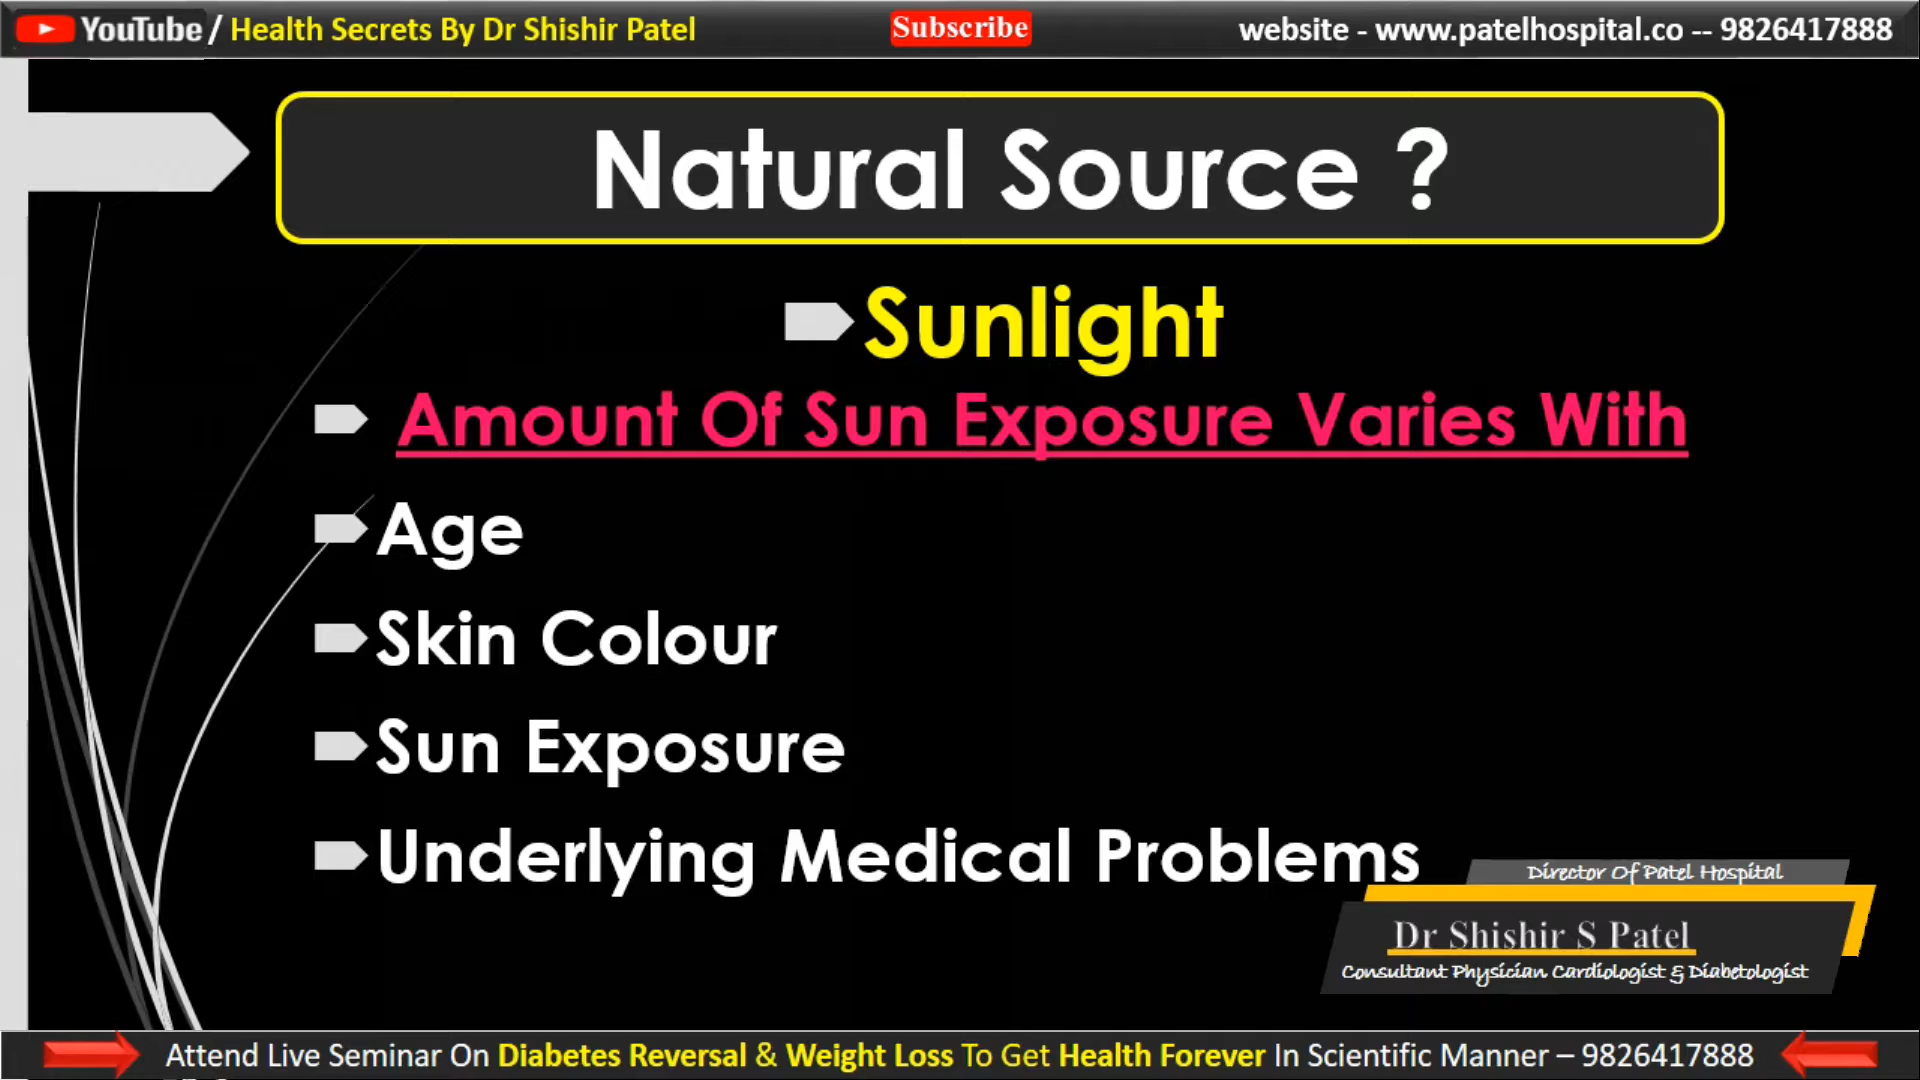 YouTube / Health Secrets By Dr Shishir Patel
Subscribe
website - www.patelhospital.co -- 9826417888
Natural Source ?
Sunlight
Amount Of Sun Exposure Varies With
Age
Skin Colour
Sun Exposure
Underlying Medical Problems
Director Of Patel Hospital
Dr Shishir S Patel
Consultant Physician Cardiologist & Diabetologist
Attend Live Seminar On Diabetes Reversal & Weight Loss To Get Health Forever In Scientific Manner – 9826417888